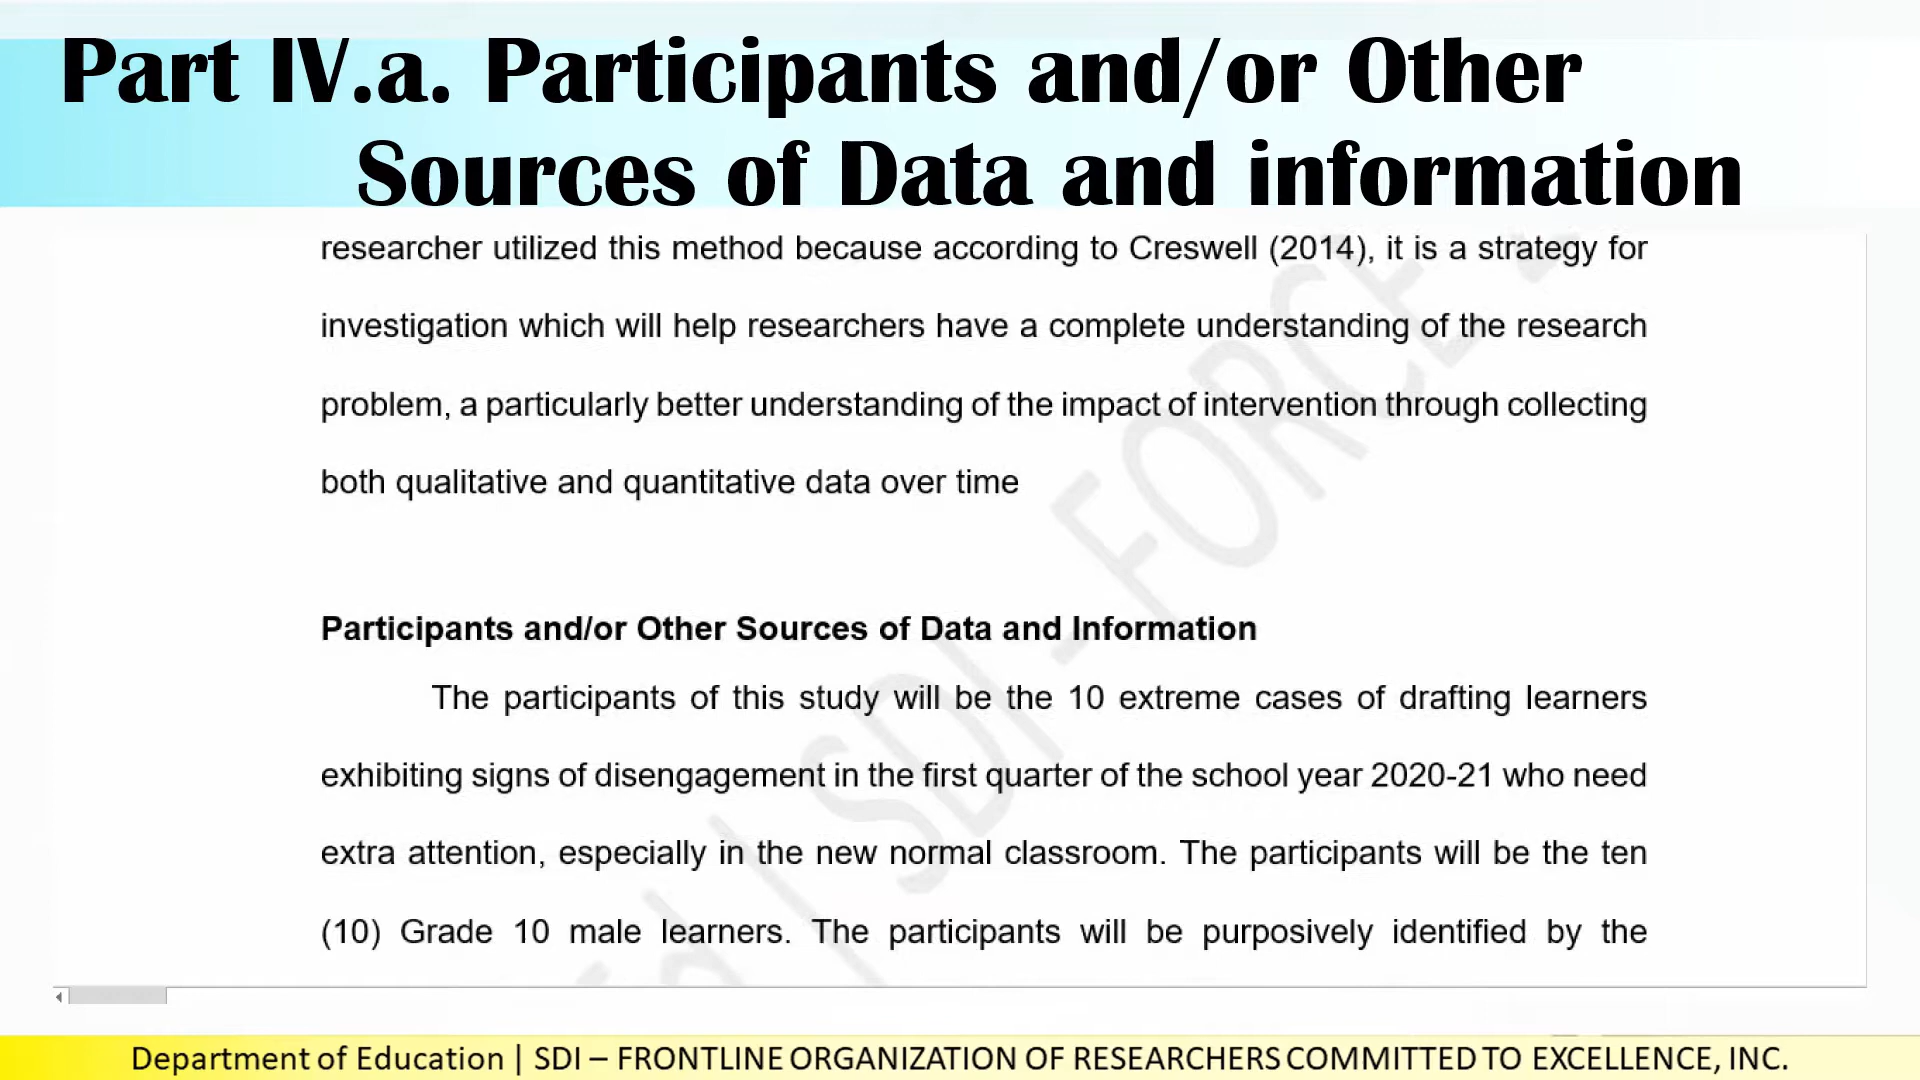 Part IV.a. Participants and/or Other
Sources of Data and information
researcher utilized this method because according to Creswell (2014), it is a strategy for
investigation which will help researchers have a complete understanding of the research
problem, a particularly better understanding of the impact of intervention through collecting
both qualitative and quantitative data over time
Participants and/or Other Sources of Data and Information
The participants of this study will be the 10 extreme cases of drafting learners
exhibiting signs of disengagement in the first quarter of the school year 2020-21 who need
extra attention, especially in the new normal classroom. The participants will be the ten
(10) Grade 10 male learners. The participants will be purposively identified by the
Ed | SDI - FORCE
Department of Education | SDI – FRONTLINE ORGANIZATION OF RESEARCHERS COMMITTED TO EXCELLENCE, INC.